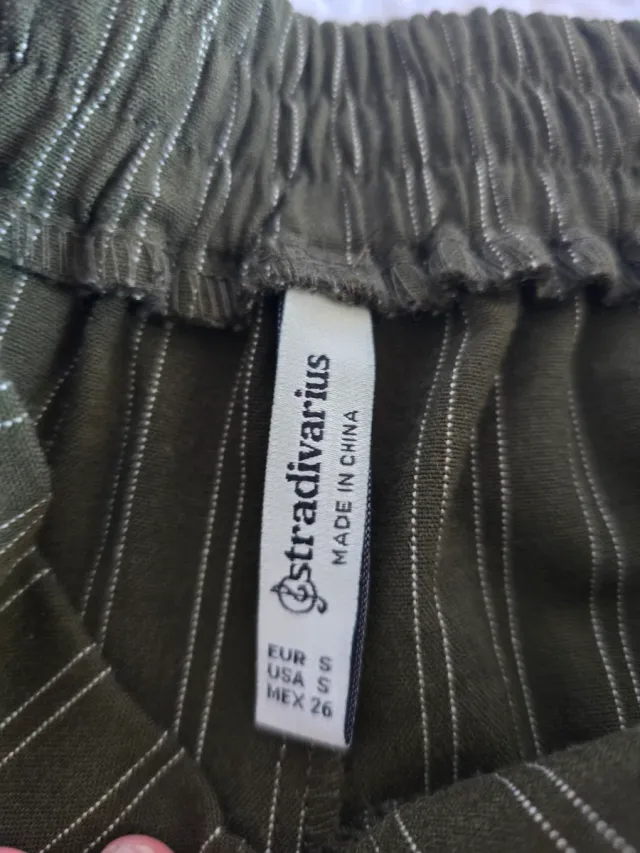 stradivarius
MADE IN CHINA
EUR S
USA S
MEX 26